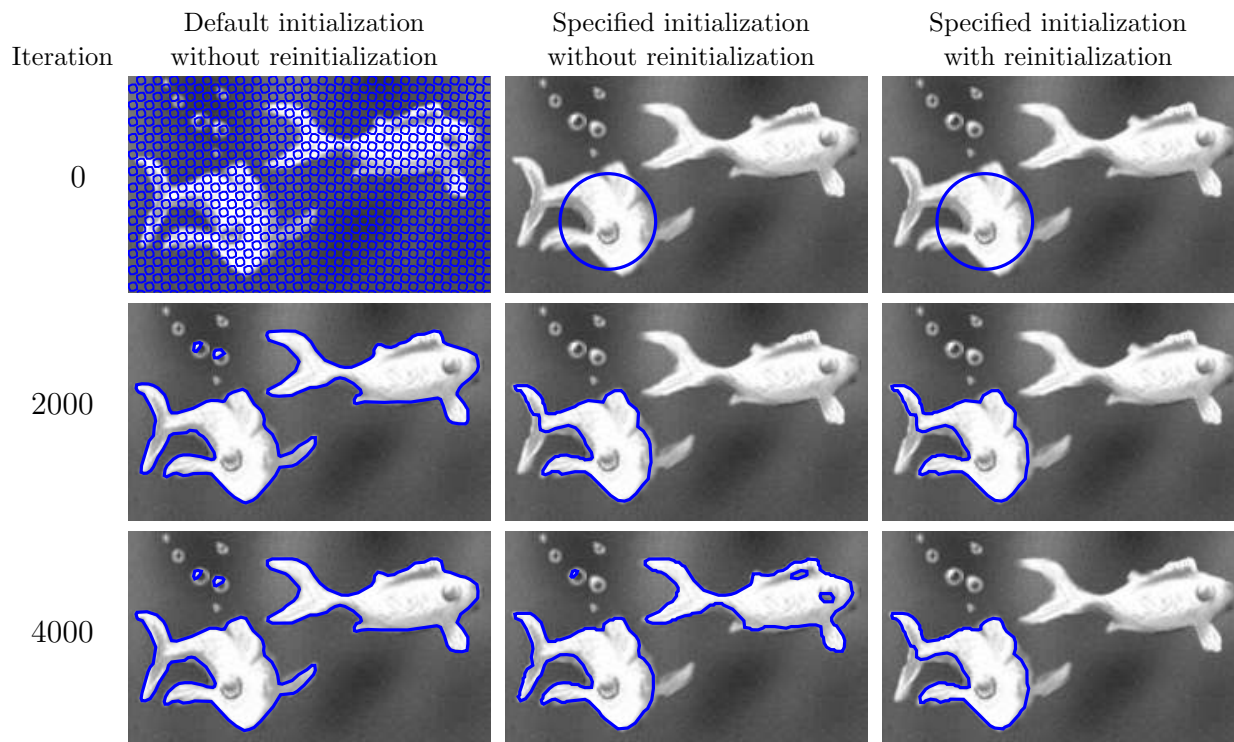 Default initialization
without reinitialization
Specified initialization
without reinitialization
Specified initialization
with reinitialization
Iteration
0
2000
4000